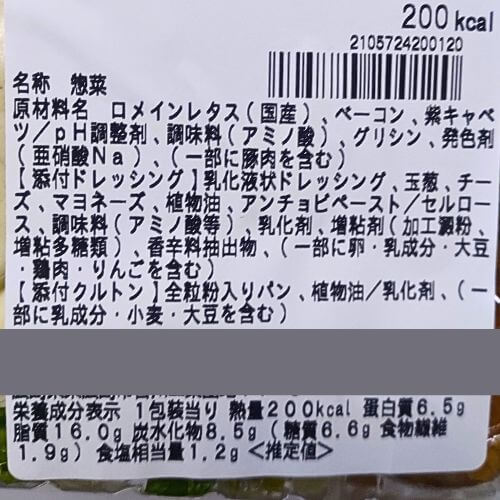 200kcal
2105724200120
名称 惣菜
原材料名 ロメインレタス(国産)、ベーコン、紫キャベ
ツ/pH調整剤、調味料(アミノ酸)、グリシン、発色剤
(亜硝酸Na)、(一部に豚肉を含む)
【添付ドレッシング】乳化液状ドレッシング、玉葱、チー
ズ、マヨネーズ、植物油、アンチョビペースト/セルロー
ス、調味料(アミノ酸等)、乳化剤、増粘剤(加工澱粉、
増粘多糖類)、香辛料抽出物、(一部に卵・乳成分・大豆
・鶏肉・りんごを含む)
【添付クルトン】全粒粉入りパン、植物油/乳化剤、(一
部に乳成分・小麦・大豆を含む)
栄養成分表示 1包装当り 熱量200kcal 蛋白質6.5g
脂質16.0g 炭水化物8.5g(糖質6.6g 食物繊維
1.9g) 食塩相当量1.2g<推定値>